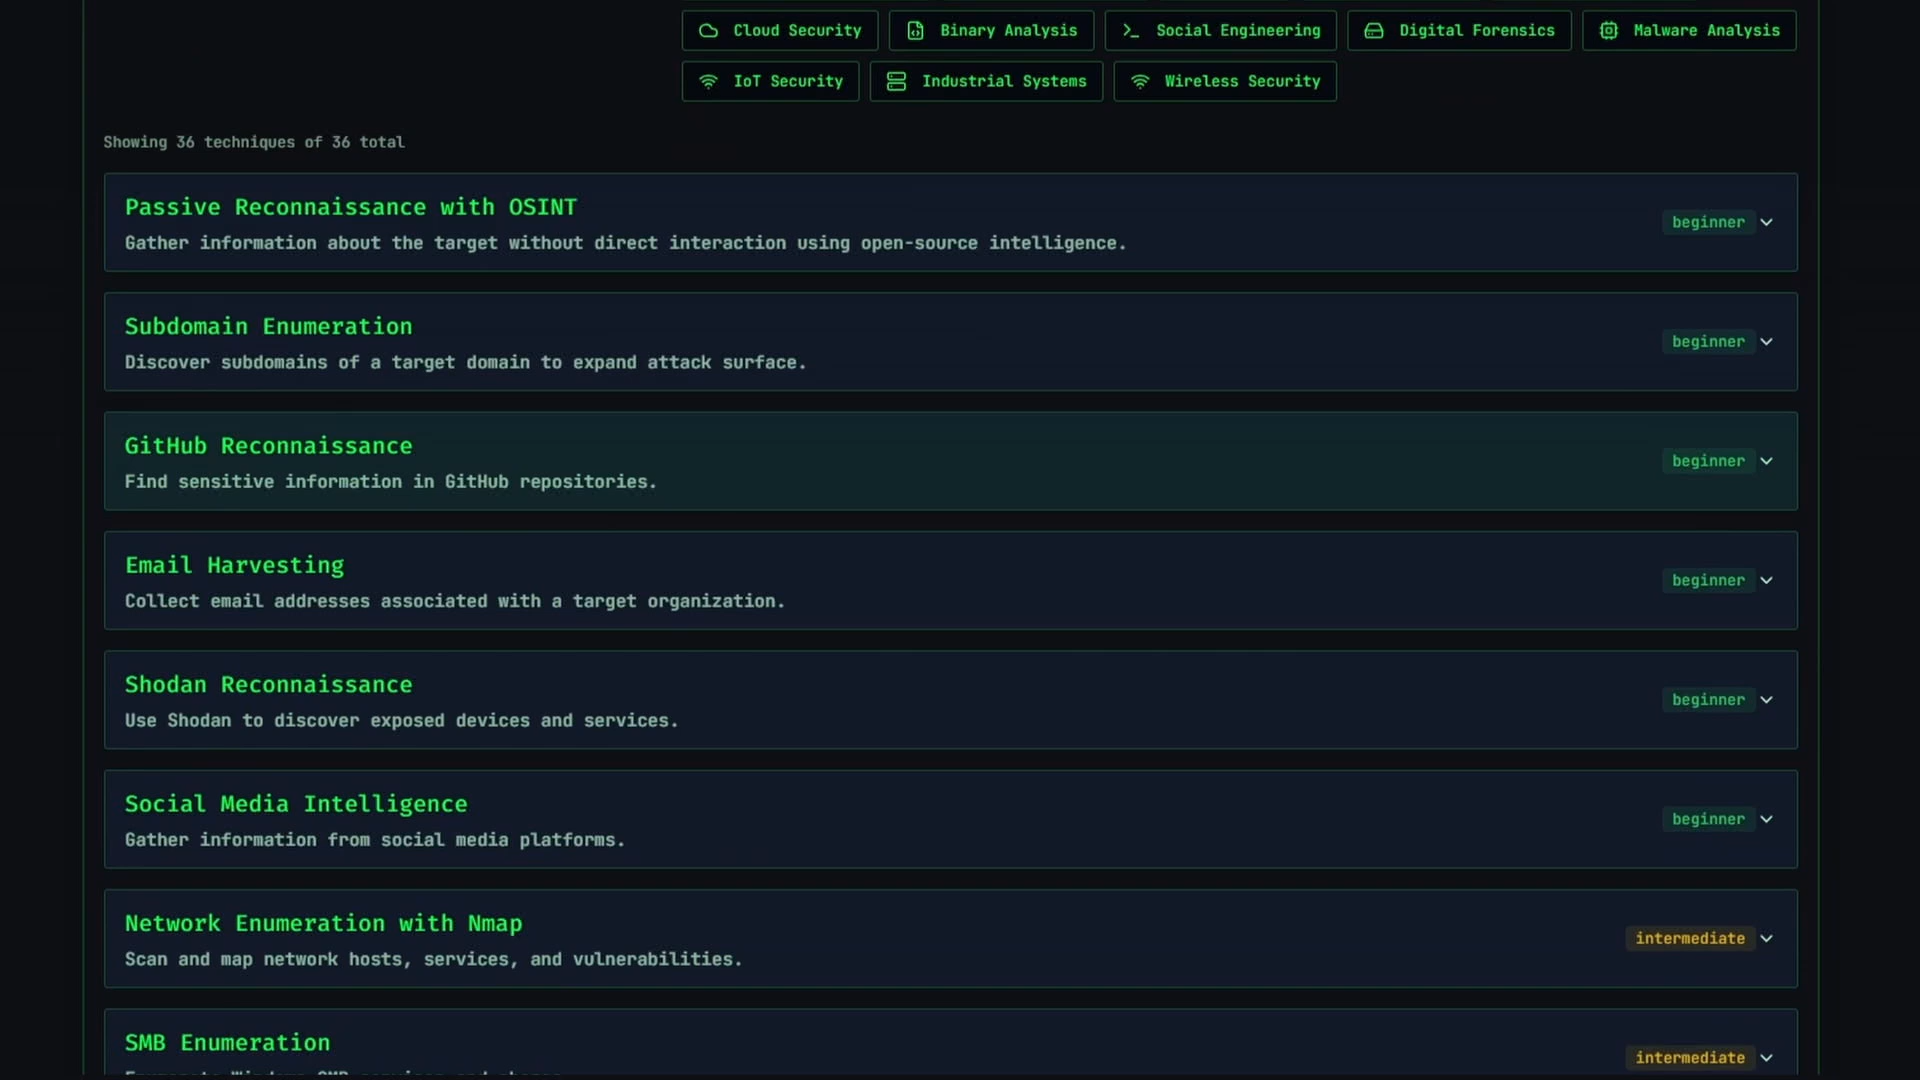 Cloud Security
Binary Analysis
Social Engineering
Digital Forensics
Malware Analysis
IoT Security
Industrial Systems
Wireless Security
Showing 36 techniques of 36 total
Passive Reconnaissance with OSINT
beginner
Gather information about the target without direct interaction using open-source intelligence.
Subdomain Enumeration
beginner
Discover subdomains of a target domain to expand attack surface.
GitHub Reconnaissance
beginner
Find sensitive information in GitHub repositories.
Email Harvesting
beginner
Collect email addresses associated with a target organization.
Shodan Reconnaissance
beginner
Use Shodan to discover exposed devices and services.
Social Media Intelligence
beginner
Gather information from social media platforms.
Network Enumeration with Nmap
intermediate
Scan and map network hosts, services, and vulnerabilities.
SMB Enumeration
intermediate